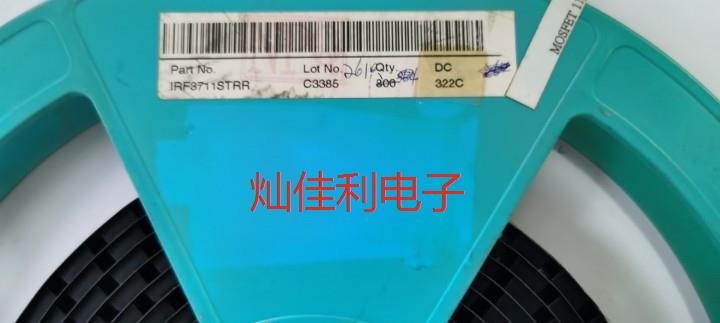 Part No. Lot No. Qty. DC
IRF3711STRR C3385 800 322C
MOSFET
灿佳利电子